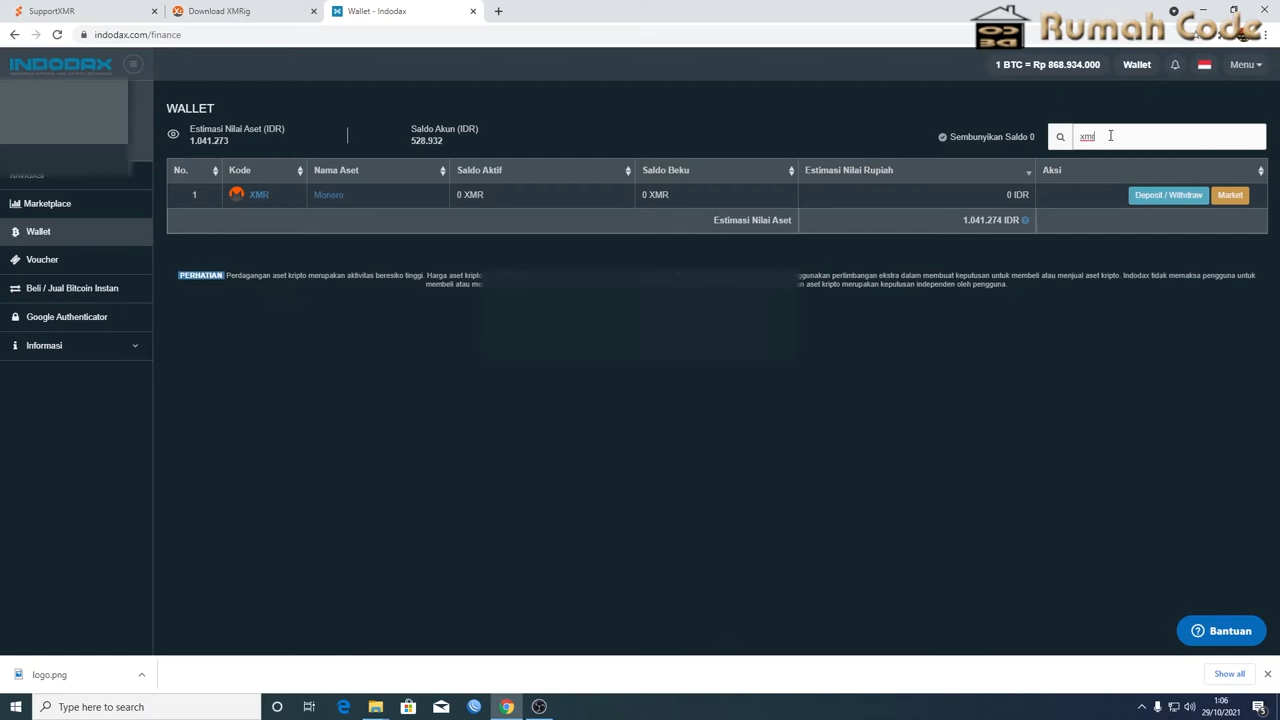 SupportXMR
Download XMRig
Wallet - Indodax
indodax.com/finance
Rumah Code
INDODAX
1 BTC = Rp 868.934.000
Wallet
Menu
WALLET
Estimasi Nilai Aset (IDR)
1.041.273
Saldo Akun (IDR)
528.932
Sembunyikan Saldo 0
xmr
No. Kode Nama Aset Saldo Aktif Saldo Beku Estimasi Nilai Rupiah Aksi
1 XMR Monero 0 XMR 0 XMR 0 IDR Deposit / Withdraw Market
Estimasi Nilai Aset 1.041.274 IDR
NAVIGASI
Marketplace
Wallet
Voucher
Beli / Jual Bitcoin Instan
Google Authenticator
Informasi
PERHATIAN Perdagangan aset kripto merupakan aktivitas beresiko tinggi. Harga aset kripto gunakan pertimbangan ekstra dalam membuat keputusan untuk membeli atau menjual aset kripto. Indodax tidak memaksa pengguna untuk
membeli atau me n aset kripto merupakan keputusan independen oleh pengguna.
Bantuan
logo.png
Show all
Type here to search
1:06
29/10/2021
5